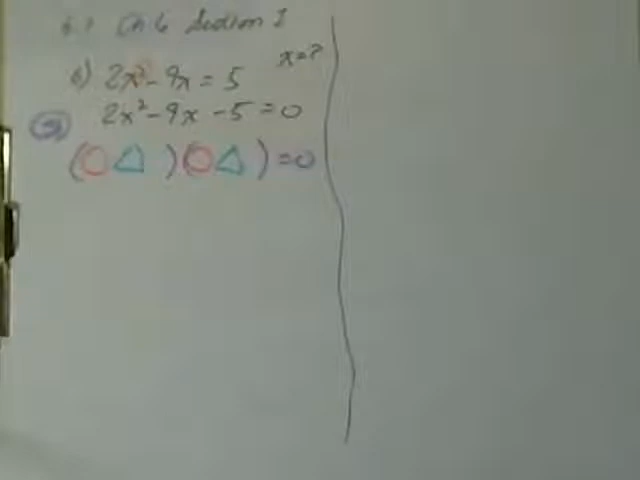 Ch 6 Section I
x=?
6) 2x²-9x=5
2x²-9x-5=0
(○△)(○△)=0